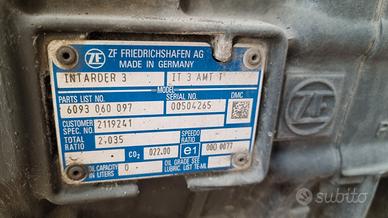 ZF FRIEDRICHSHAFEN AG
MADE IN GERMANY
INTARDER 3 IT 3 AMT T
MODEL
PARTS LIST NO. SERIAL NO. DMC
6093 060 097 00504265
CUSTOMER SPEC. NO. 2119241
TOTAL RATIO 2.035 SPEEDO RATIO
CO2 022.00 e1 00D 0077
OIL CAPACITY IN LITERS 0 OIL GRADE SEE LUBRIC. LIST TE-ML
ZF
subito